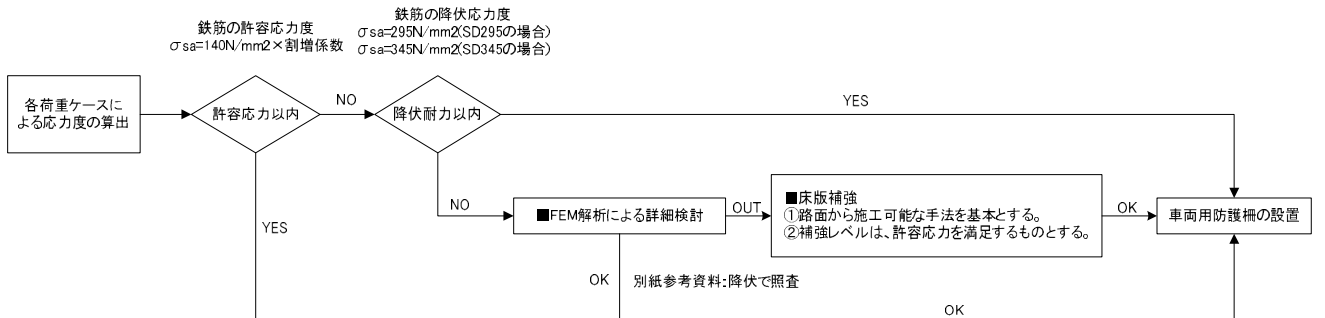 鉄筋の許容応力度
σsa=140N/mm2×割増係数
鉄筋の降伏応力度
σsa=295N/mm2(SD295の場合)
σsa=345N/mm2(SD345の場合)
各荷重ケースに
よる応力度の算出
許容応力以内
NO
降伏耐力以内
YES
YES
NO
■FEM解析による詳細検討
OUT
■床版補強
①路面から施工可能な手法を基本とする。
②補強レベルは、許容応力を満足するものとする。
OK
車両用防護柵の設置
OK
別紙参考資料:降伏で照査
OK